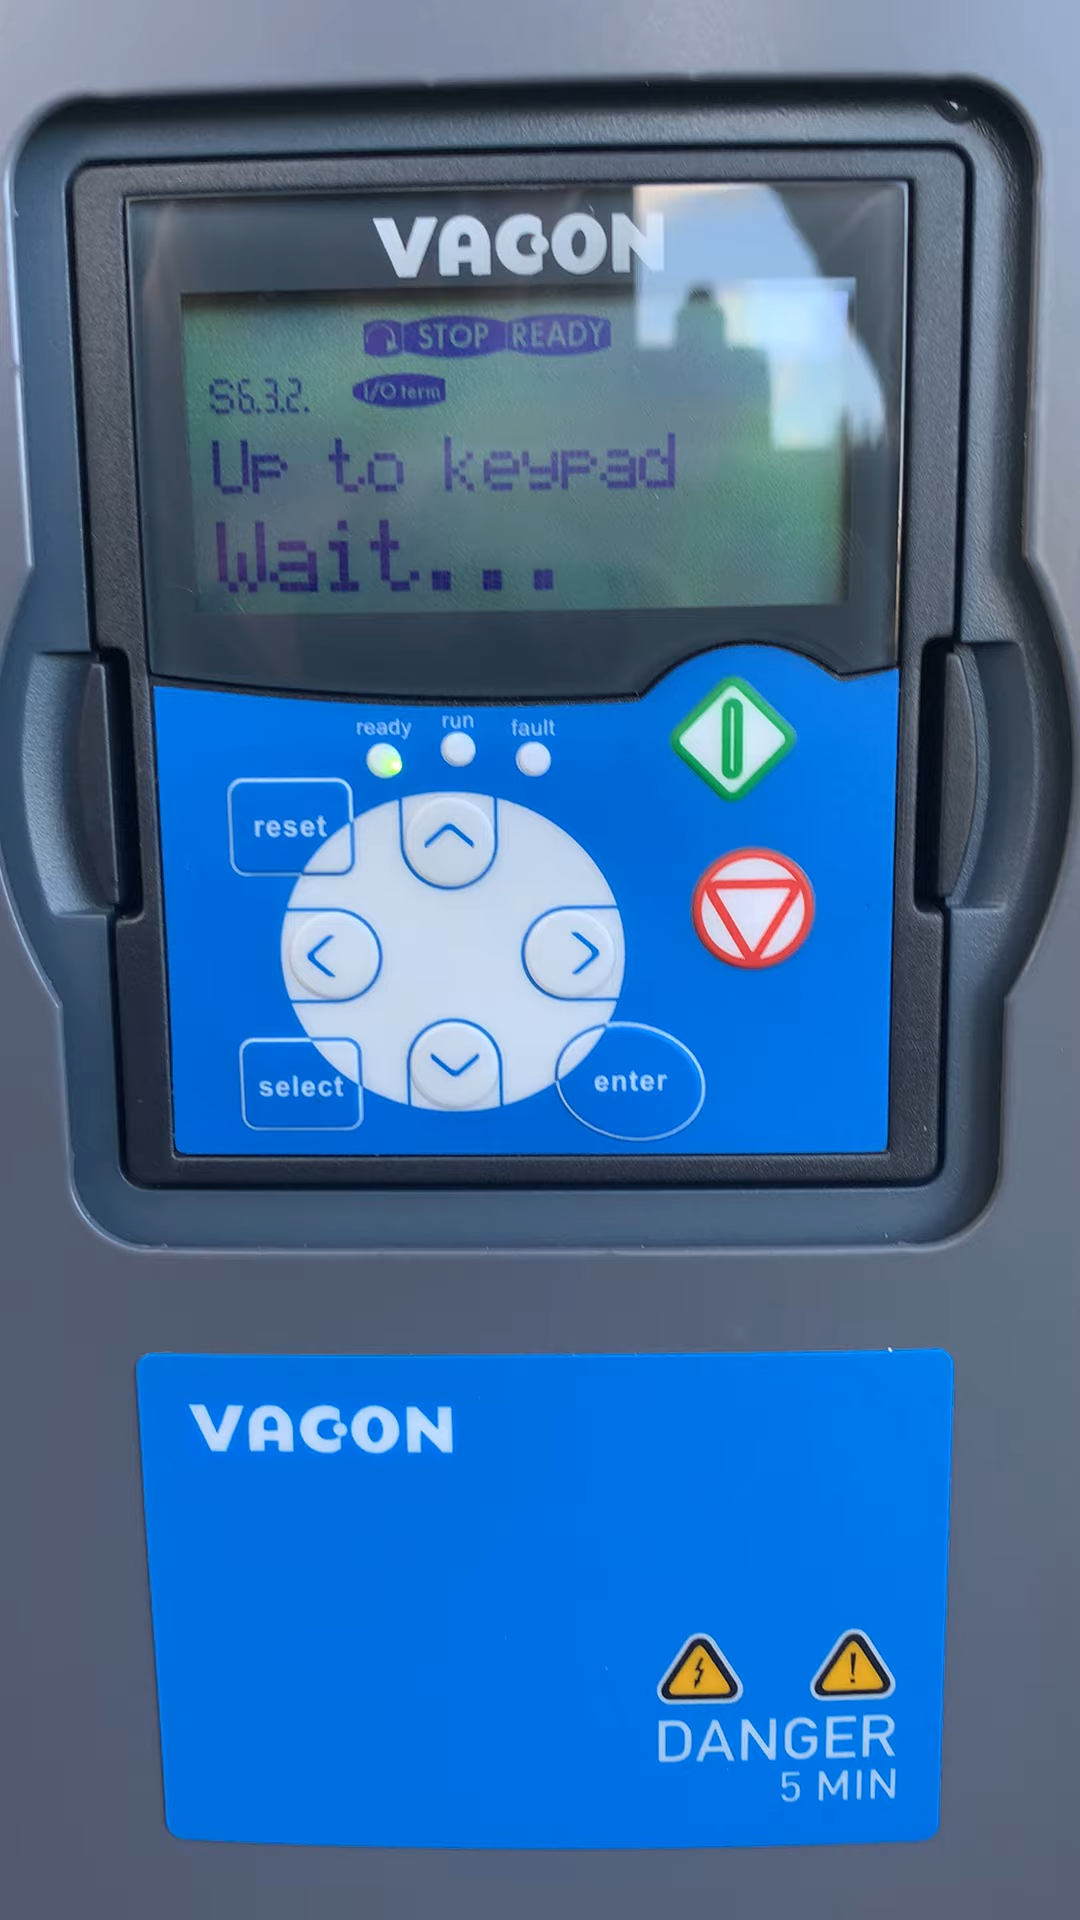 VACON
STOP READY
S6.3.2. I/O term
Up to keypad
Wait...
ready run fault
reset
select
enter
VACON
DANGER
5 MIN